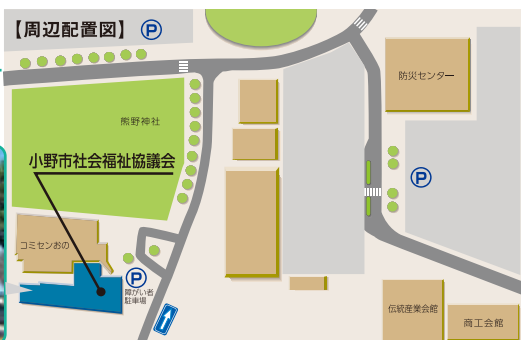 【周辺配置図】 P
防災センター
熊野神社
小野市社会福祉協議会
P
コミセンおの
P
障がい者
駐車場
伝統産業会館
商工会館